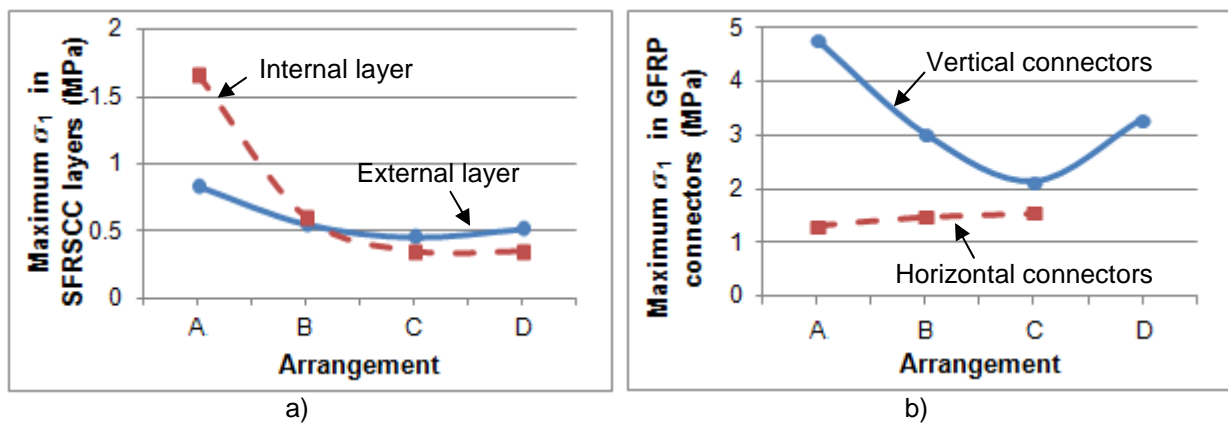 Maximum σ1 in
SFRSCC layers (MPa)
2
1.5
1
0.5
0
Internal layer
External layer
A
B
C
D
Arrangement
a)
Maximum σ1 in GFRP
connectors (MPa)
5
4
3
2
1
0
Vertical connectors
Horizontal connectors
A
B
C
D
Arrangement
b)